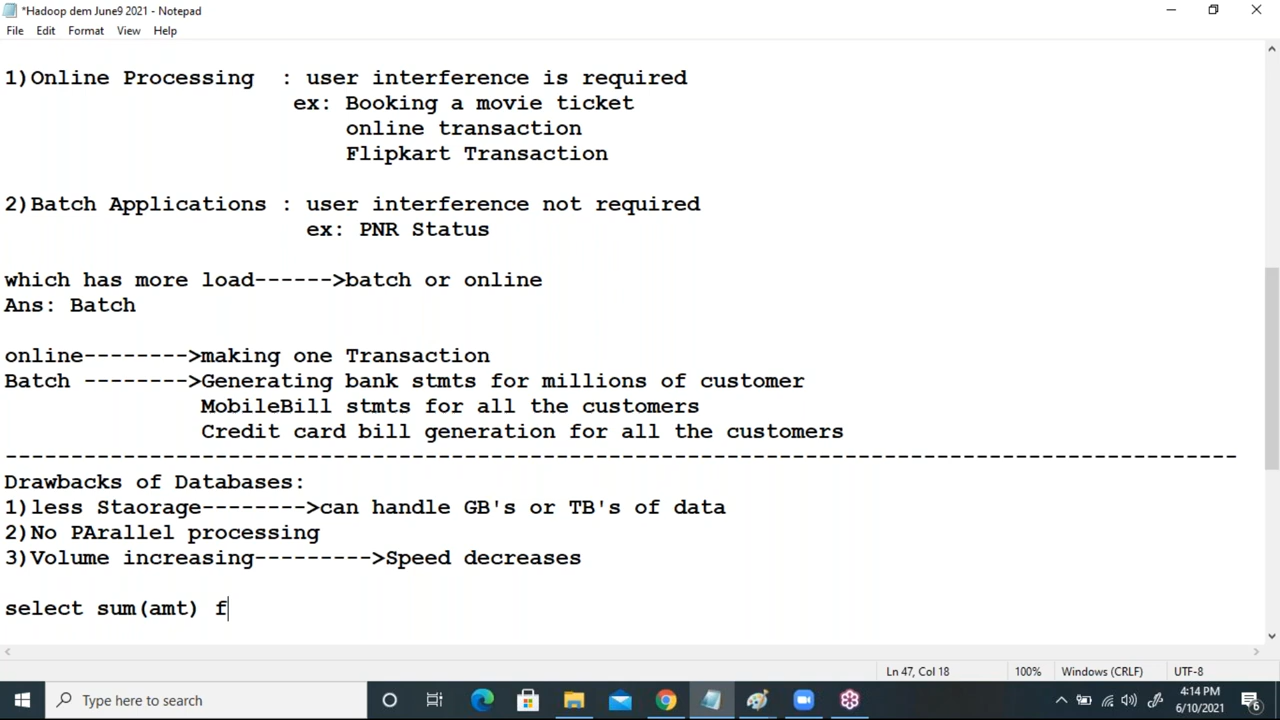 *Hadoop dem June9 2021 - Notepad
File Edit Format View Help
1)Online Processing : user interference is required
ex: Booking a movie ticket
online transaction
Flipkart Transaction
2)Batch Applications : user interference not required
ex: PNR Status
which has more load------>batch or online
Ans: Batch
online-------->making one Transaction
Batch -------->Generating bank stmts for millions of customer
MobileBill stmts for all the customers
Credit card bill generation for all the customers
----------------------------------------------------------------------------------------------
Drawbacks of Databases:
1)less Staorage-------->can handle GB's or TB's of data
2)No PArallel processing
3)Volume increasing--------->Speed decreases
select sum(amt) f
Ln 47, Col 18 100% Windows (CRLF) UTF-8
Type here to search
4:14 PM
6/10/2021
6